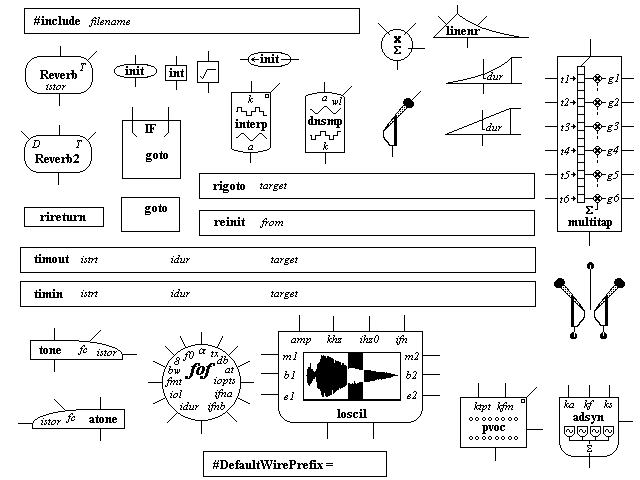 #include filename
x
Σ
linenr
T
Reverb
istor
init
int
init
dur
k
interp
a
a wl
dnsmp
k
dur
t1 g1
t2 g2
t3 g3
t4 g4
t5 g5
t6 g6
Σ
multitap
D T
Reverb2
IF
goto
goto
rigoto target
rireturn
reinit from
timout istrt idur target
timin istrt idur target
tone fc istor
istor fc atone
8 f0 α tx db
bw fof at
fmt iopts
iol ifna
idur ifnb
amp khz ihz0 ifn
m1 m2
b1 b2
e1 e2
loscil
ktpt kfm
pvoc
ka kf ks
adsyn
Σ
#DefaultWirePrefix =